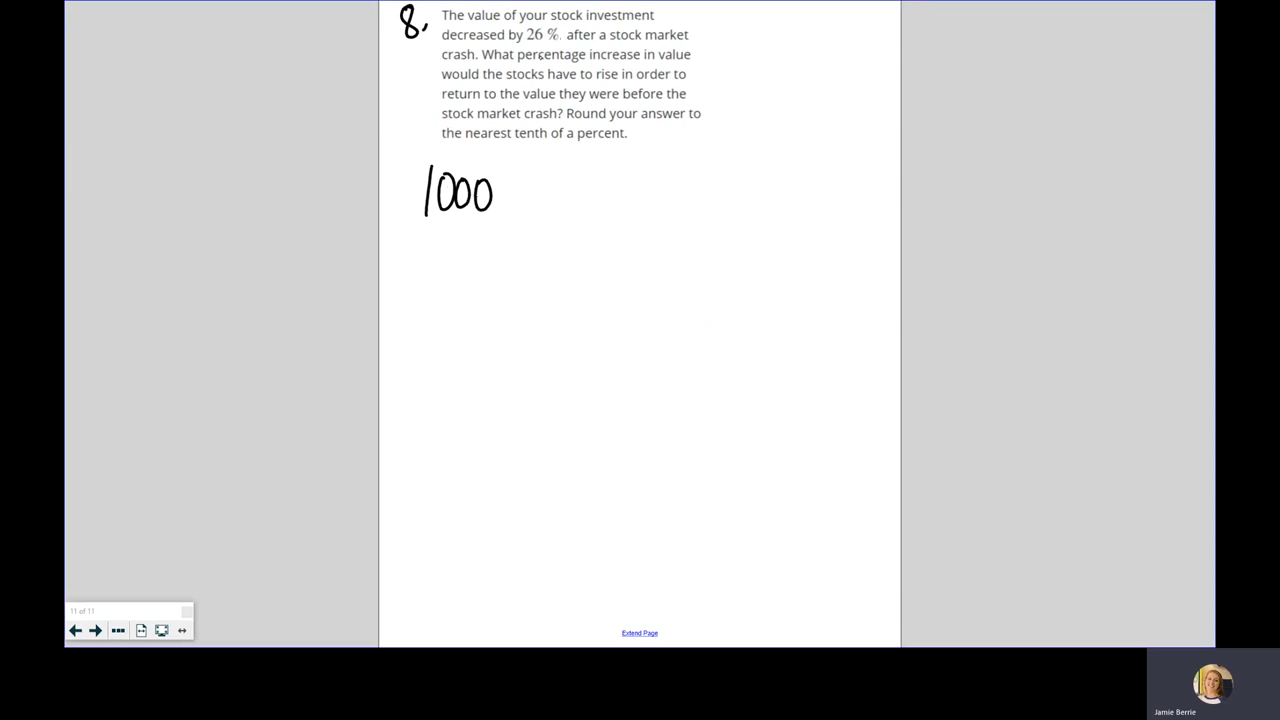 8.
The value of your stock investment
decreased by 26 %. after a stock market
crash. What percentage increase in value
would the stocks have to rise in order to
return to the value they were before the
stock market crash? Round your answer to
the nearest tenth of a percent.
1000
11 of 11
Extend Page
Jamie Berrie